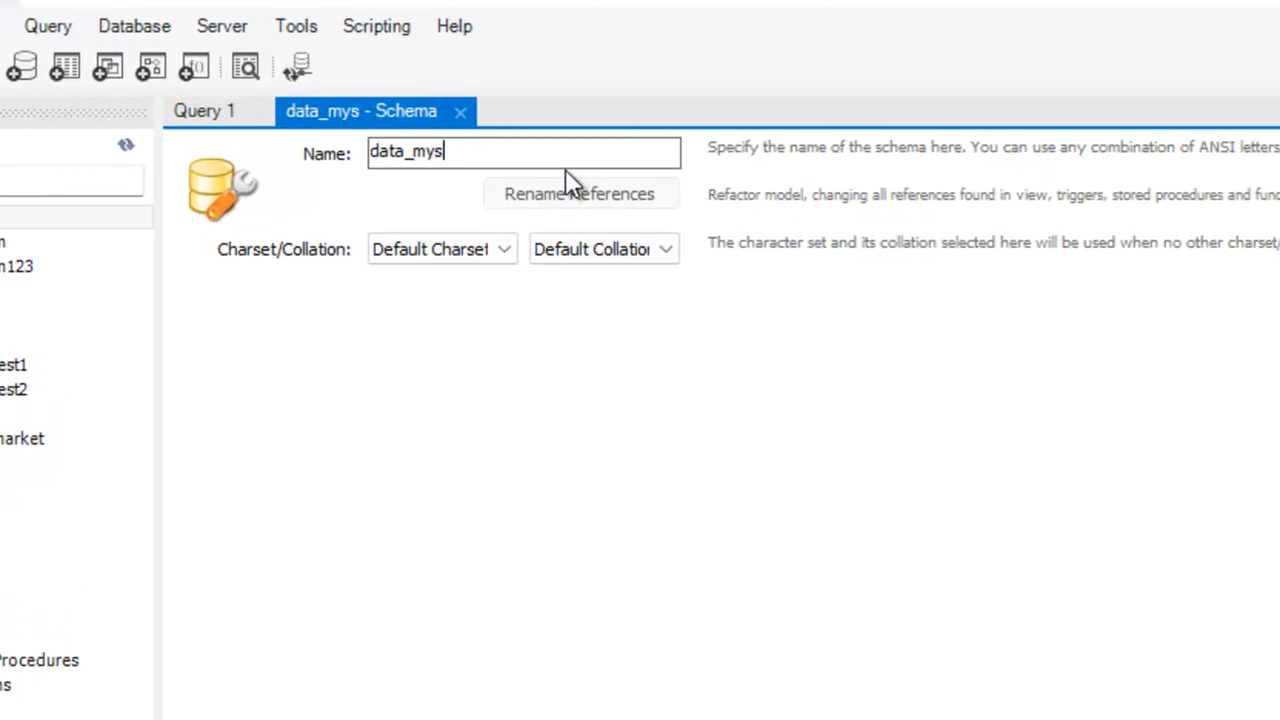 Query Database Server Tools Scripting Help
Query 1
data_mys - Schema
Name: data_mys
Specify the name of the schema here. You can use any combination of ANSI letters
Rename References
Refactor model, changing all references found in view, triggers, stored procedures and func
Charset/Collation: Default Charset Default Collation
The character set and its collation selected here will be used when no other charset/
n123
est1
est2
market
Procedures
ns